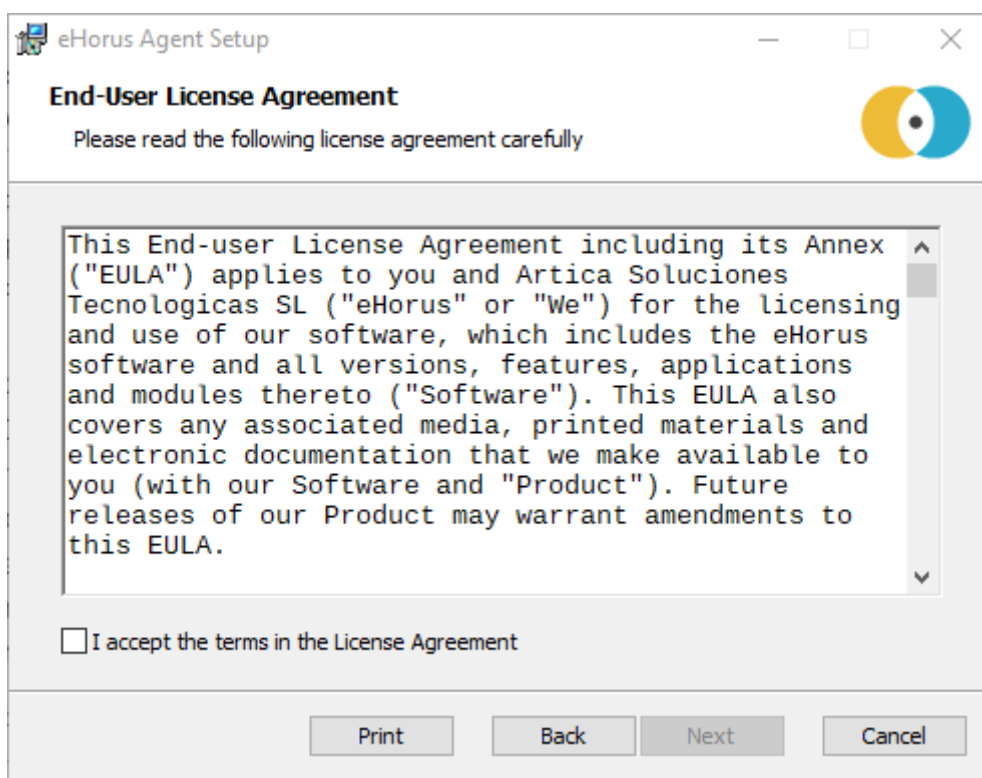 eHorus Agent Setup
End-User License Agreement
Please read the following license agreement carefully
This End-user License Agreement including its Annex
("EULA") applies to you and Artica Soluciones
Tecnologicas SL ("eHorus" or "We") for the licensing
and use of our software, which includes the eHorus
software and all versions, features, applications
and modules thereto ("Software"). This EULA also
covers any associated media, printed materials and
electronic documentation that we make available to
you (with our Software and "Product"). Future
releases of our Product may warrant amendments to
this EULA.
I accept the terms in the License Agreement
Print Back Next Cancel